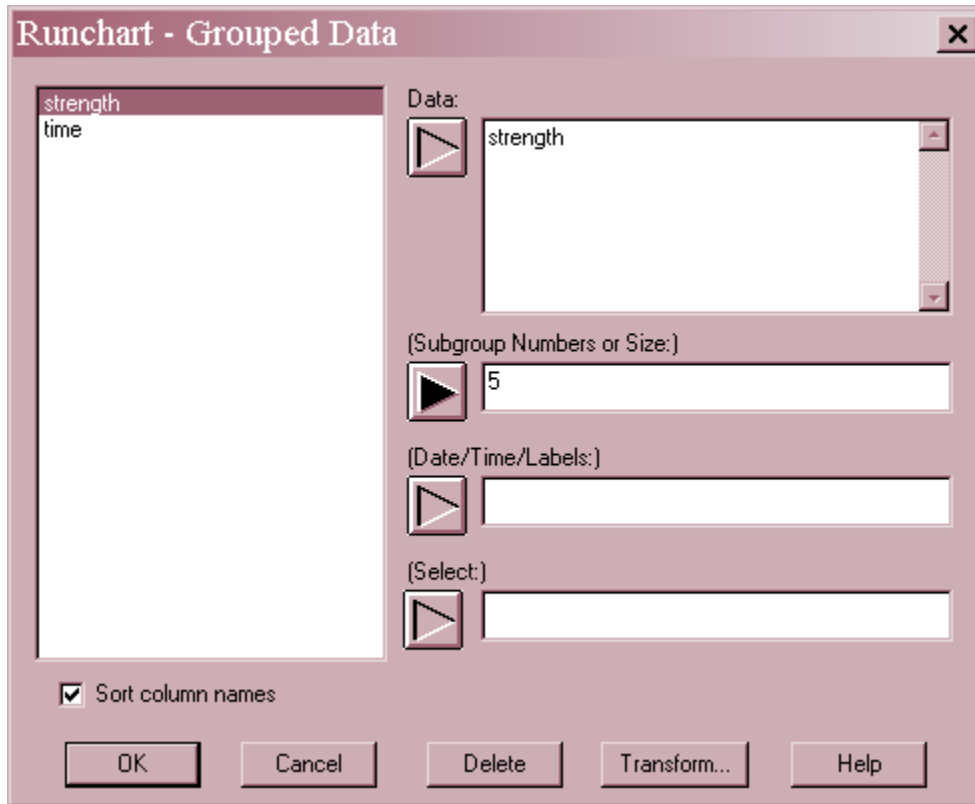 Runchart - Grouped Data
strength
time
Data:
strength
(Subgroup Numbers or Size:)
5
(Date/Time/Labels:)
(Select:)
Sort column names
OK
Cancel
Delete
Transform...
Help